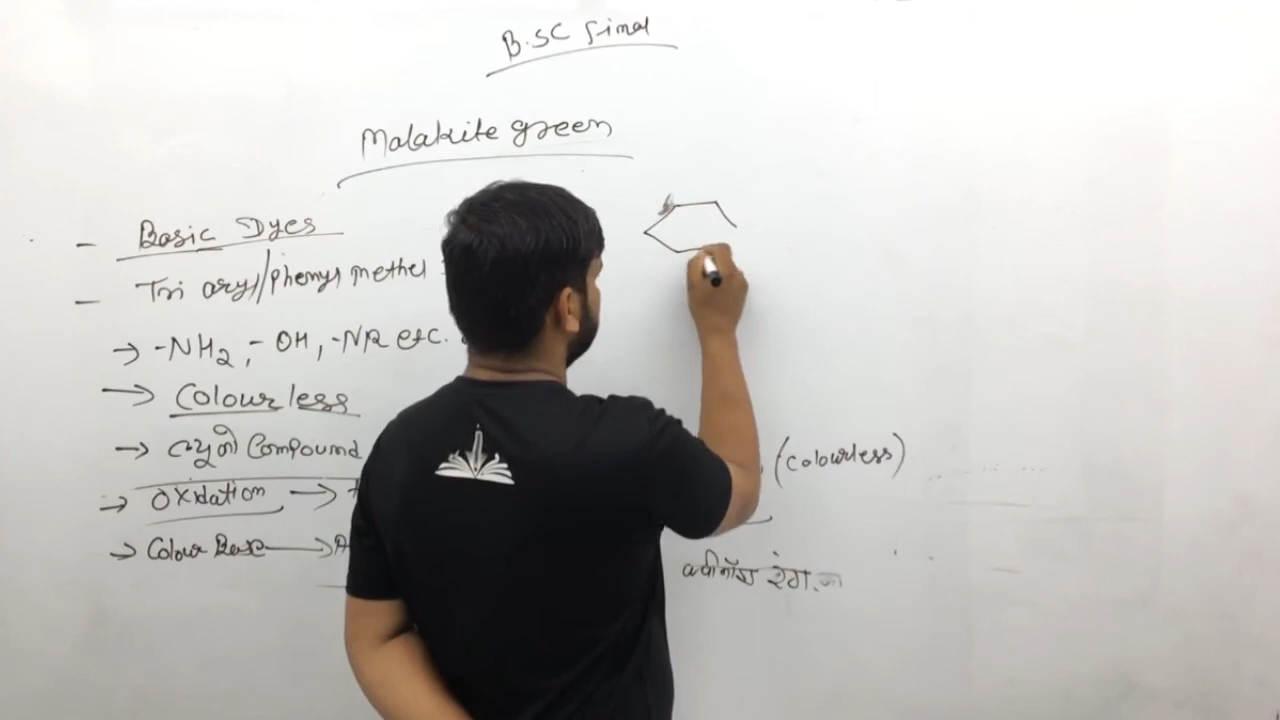 B.SC final
Malakite green
- Basic Dyes
- Tri aryl/phenyl methel
→ -NH2, -OH, -NR etc.
→ Colourless
→ ल्यूको Compound
→ Oxidation →
→ Colour Base → A
(Colourless)
रंग.